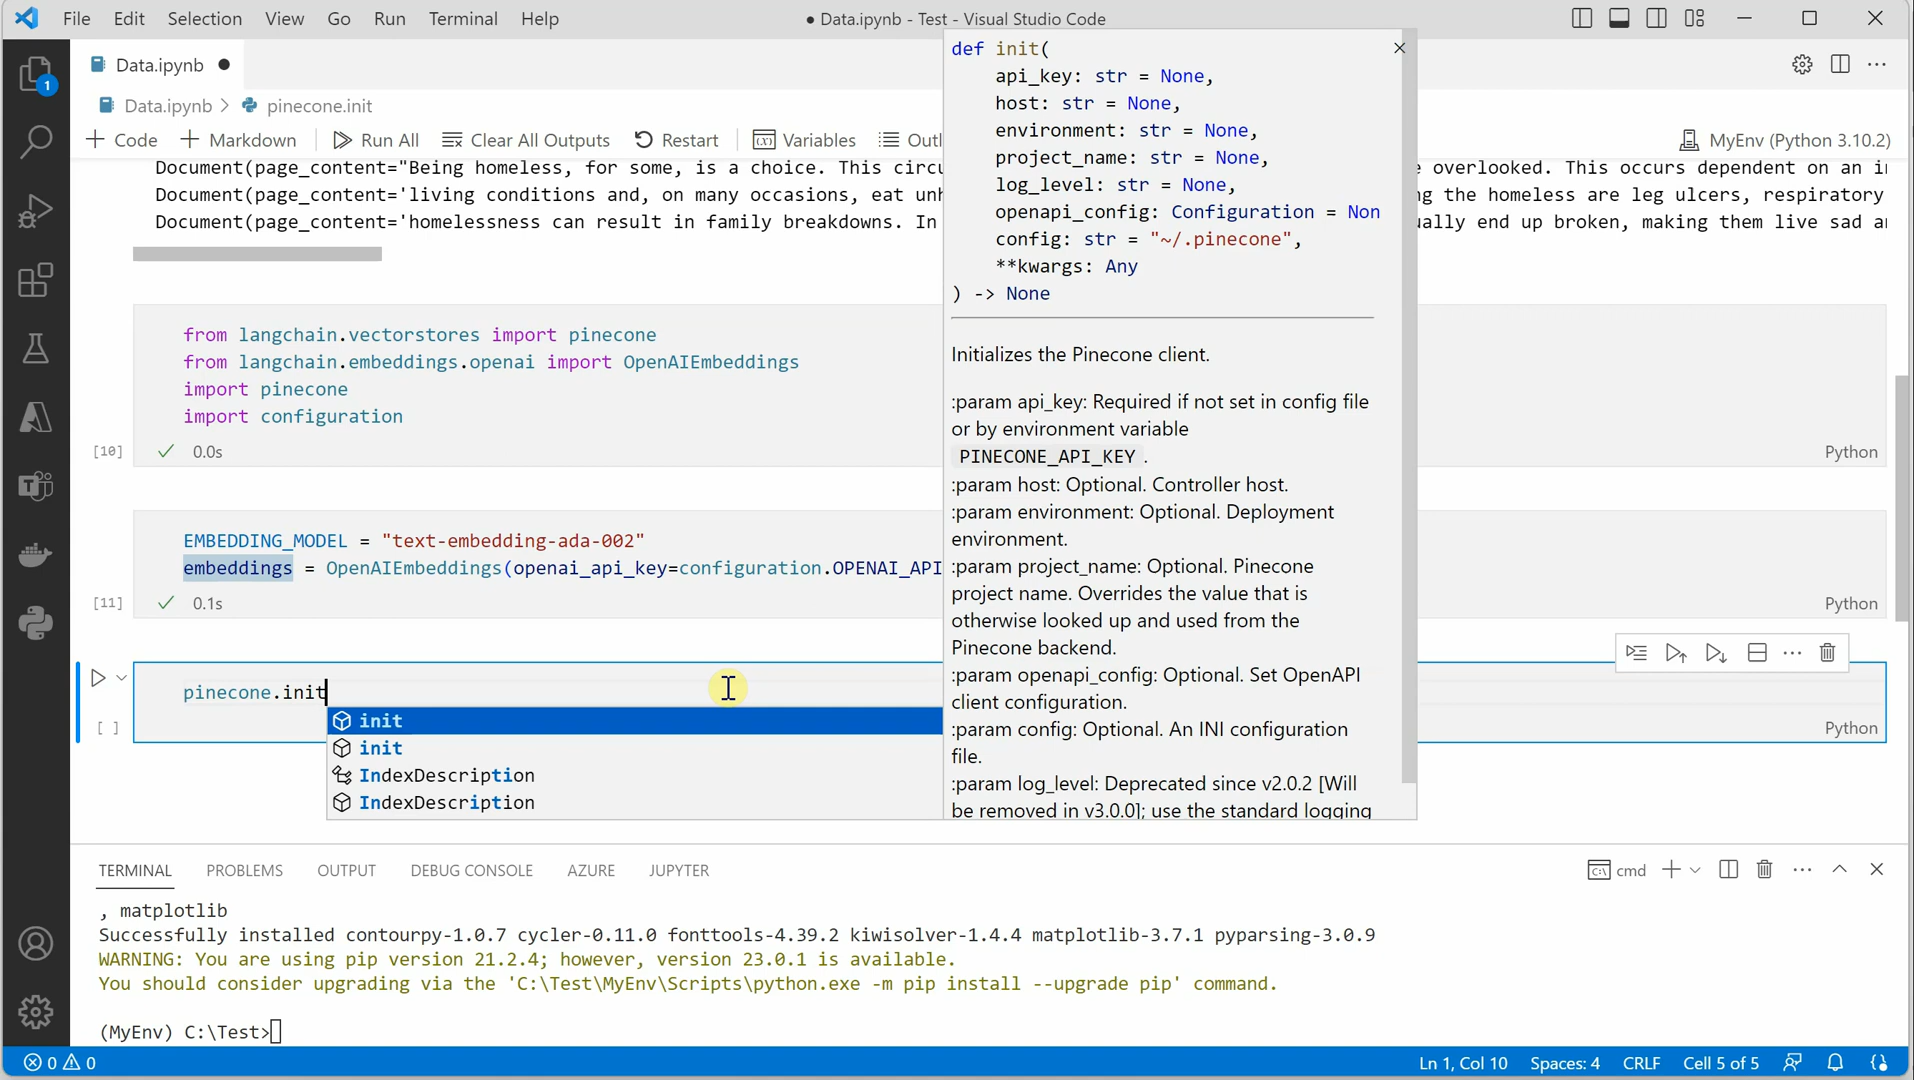 File Edit Selection View Go Run Terminal Help
● Data.ipynb - Test - Visual Studio Code
1
Data.ipynb ●
Data.ipynb > pinecone.init
+ Code + Markdown Run All Clear All Outputs Restart Variables Outl
MyEnv (Python 3.10.2)
Document(page_content="Being homeless, for some, is a choice. This circu
e overlooked. This occurs dependent on an i
Document(page_content='living conditions and, on many occasions, eat unh
ng the homeless are leg ulcers, respiratory
Document(page_content='homelessness can result in family breakdowns. In
ually end up broken, making them live sad a
from langchain.vectorstores import pinecone
from langchain.embeddings.openai import OpenAIEmbeddings
import pinecone
import configuration
[10] 0.0s
Python
EMBEDDING_MODEL = "text-embedding-ada-002"
embeddings = OpenAIEmbeddings(openai_api_key=configuration.OPENAI_API
[11] 0.1s
Python
pinecone.init
[ ]
Python
init
init
IndexDescription
IndexDescription
def init(
api_key: str = None,
host: str = None,
environment: str = None,
project_name: str = None,
log_level: str = None,
openapi_config: Configuration = Non
config: str = "~/.pinecone",
**kwargs: Any
) -> None
Initializes the Pinecone client.
:param api_key: Required if not set in config file
or by environment variable
PINECONE_API_KEY .
:param host: Optional. Controller host.
:param environment: Optional. Deployment
environment.
:param project_name: Optional. Pinecone
project name. Overrides the value that is
otherwise looked up and used from the
Pinecone backend.
:param openapi_config: Optional. Set OpenAPI
client configuration.
:param config: Optional. An INI configuration
file.
:param log_level: Deprecated since v2.0.2 [Will
be removed in v3.0.0]; use the standard logging
TERMINAL PROBLEMS OUTPUT DEBUG CONSOLE AZURE JUPYTER
cmd
, matplotlib
Successfully installed contourpy-1.0.7 cycler-0.11.0 fonttools-4.39.2 kiwisolver-1.4.4 matplotlib-3.7.1 pyparsing-3.0.9
WARNING: You are using pip version 21.2.4; however, version 23.0.1 is available.
You should consider upgrading via the 'C:\Test\MyEnv\Scripts\python.exe -m pip install --upgrade pip' command.
(MyEnv) C:\Test>
0 0
Ln 1, Col 10 Spaces: 4 CRLF Cell 5 of 5